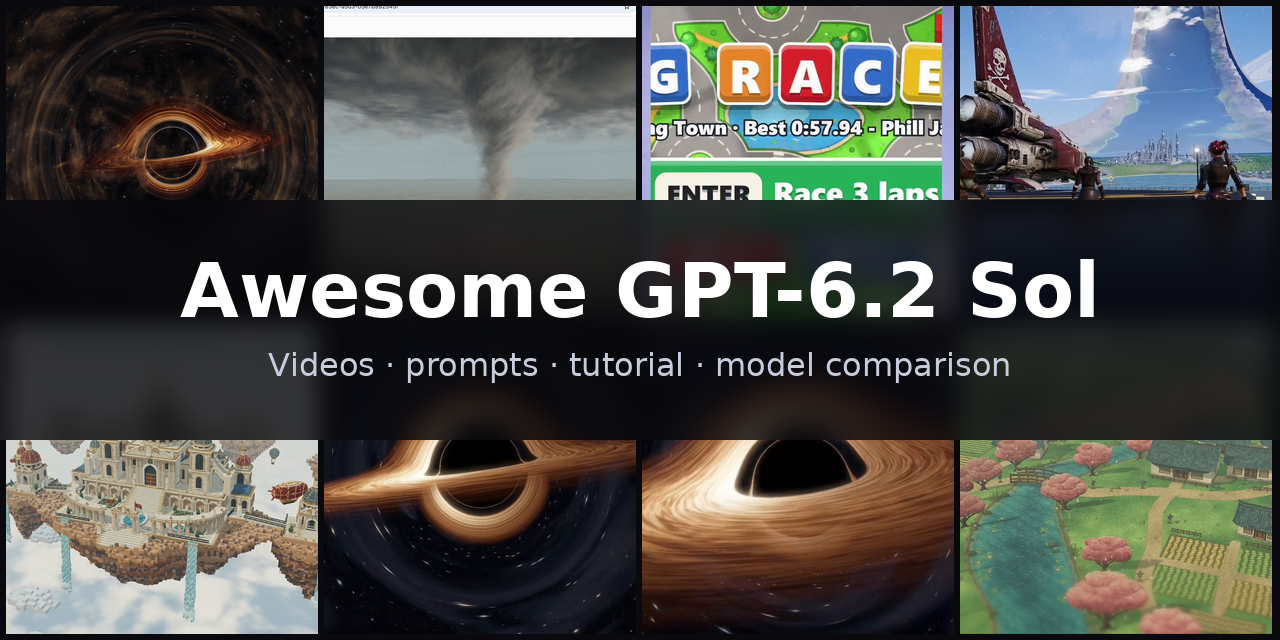 G RACE
ng Town · Best 0:57.94 - Phill Ja
ENTER Race 3 laps
Awesome GPT-6.2 Sol
Videos · prompts · tutorial · model comparison